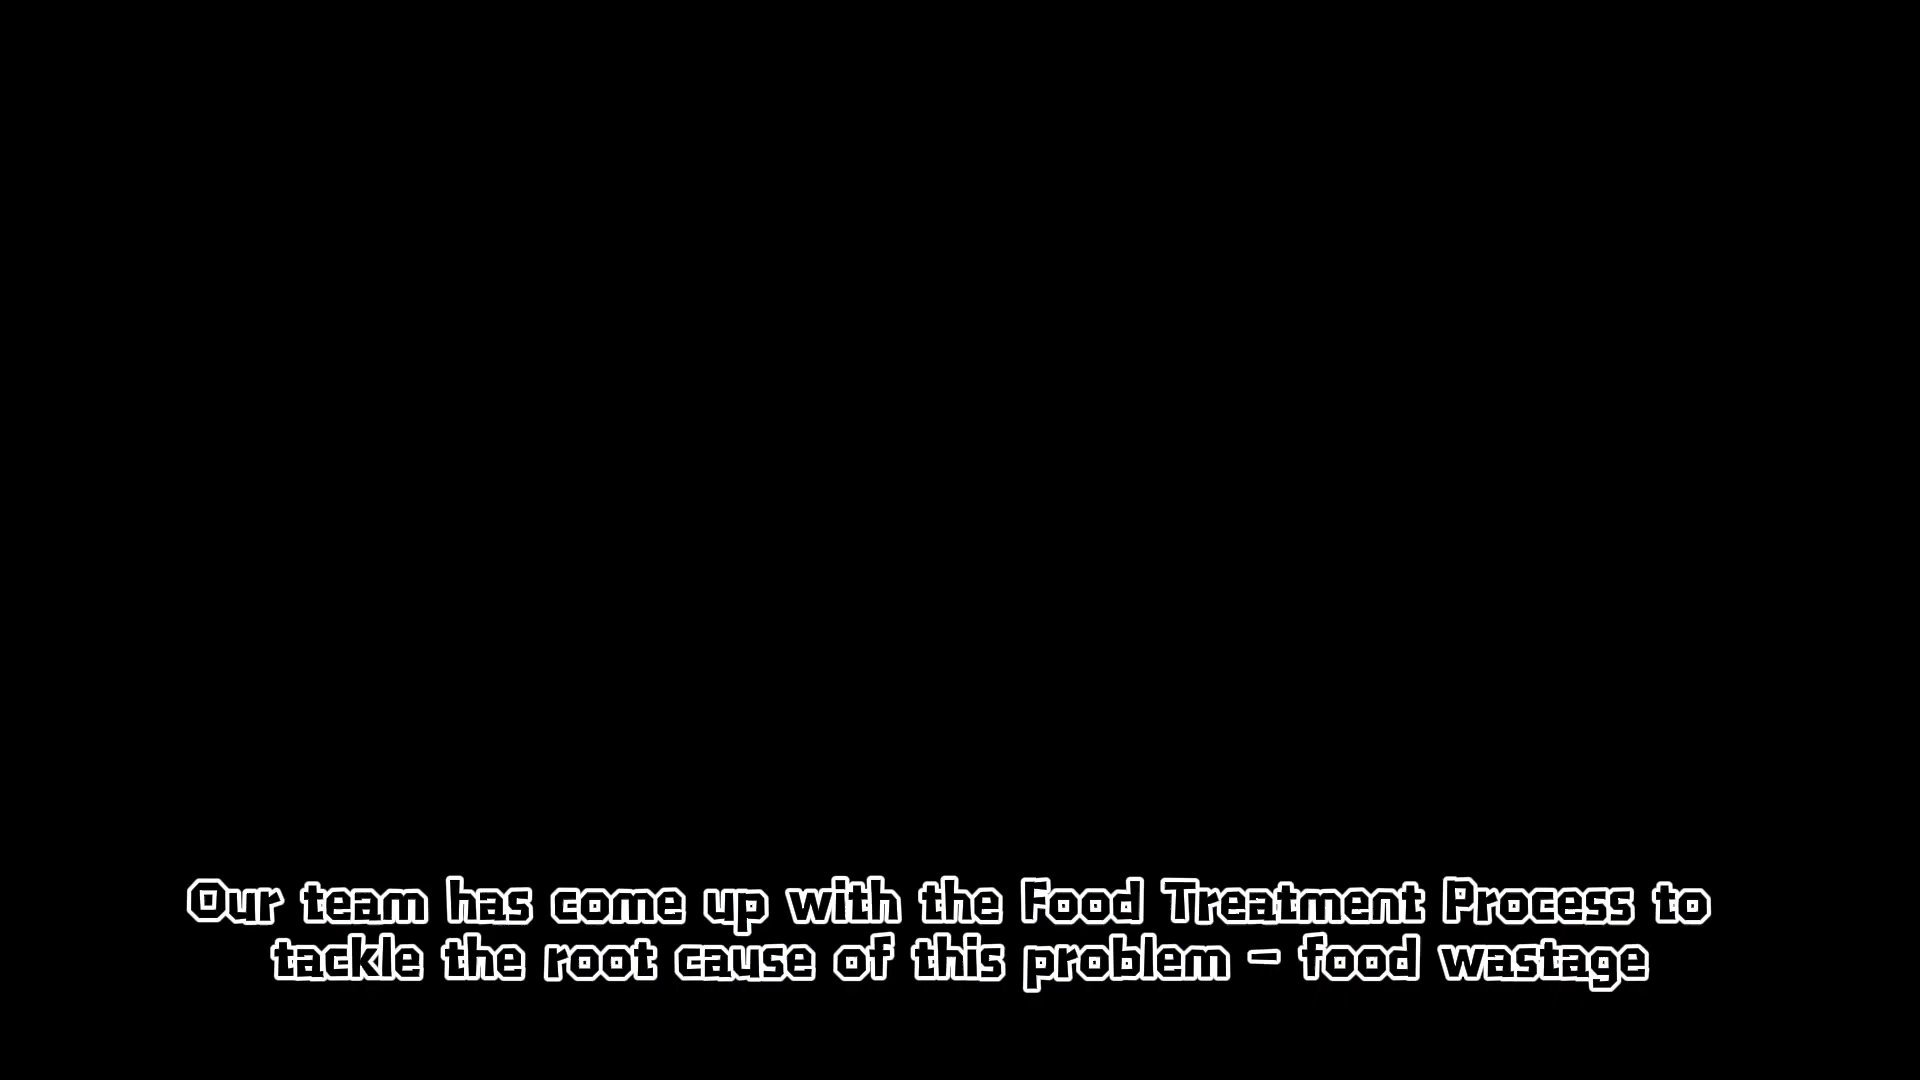 Our team has come up with the Food Treatment Process to
tackle the root cause of this problem - food wastage